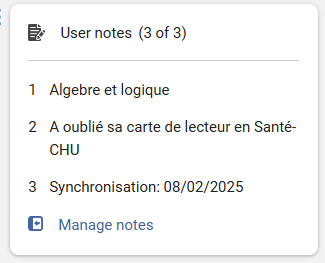 User notes (3 of 3)
1 Algebre et logique
2 A oublié sa carte de lecteur en Santé-
CHU
3 Synchronisation: 08/02/2025
Manage notes